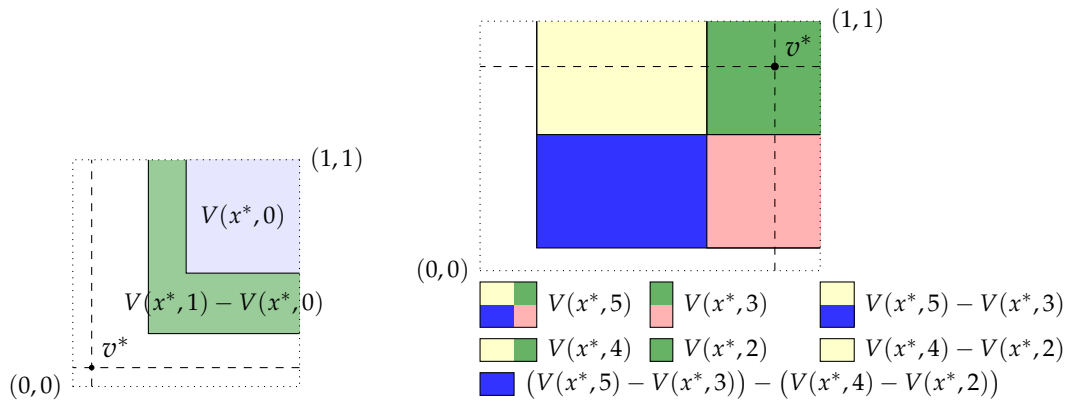 (1,1)
V(x*,0)
V(x*,1) − V(x*,0)
v*
(0,0)
(1,1)
v*
(0,0)
V(x*,5) V(x*,3) V(x*,5) − V(x*,3)
V(x*,4) V(x*,2) V(x*,4) − V(x*,2)
(V(x*,5) − V(x*,3)) − (V(x*,4) − V(x*,2))